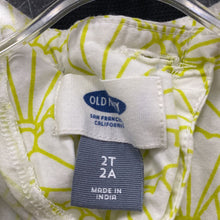 OLD NAVY
SAN FRANCISCO
CALIFORNIA
2T
2A
MADE IN
INDIA